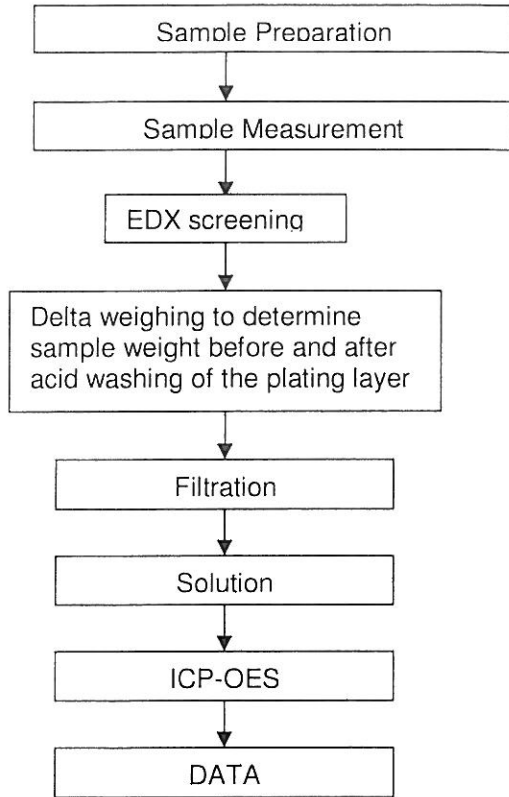 Sample Preparation
Sample Measurement
EDX screening
Delta weighing to determine
sample weight before and after
acid washing of the plating layer
Filtration
Solution
ICP-OES
DATA